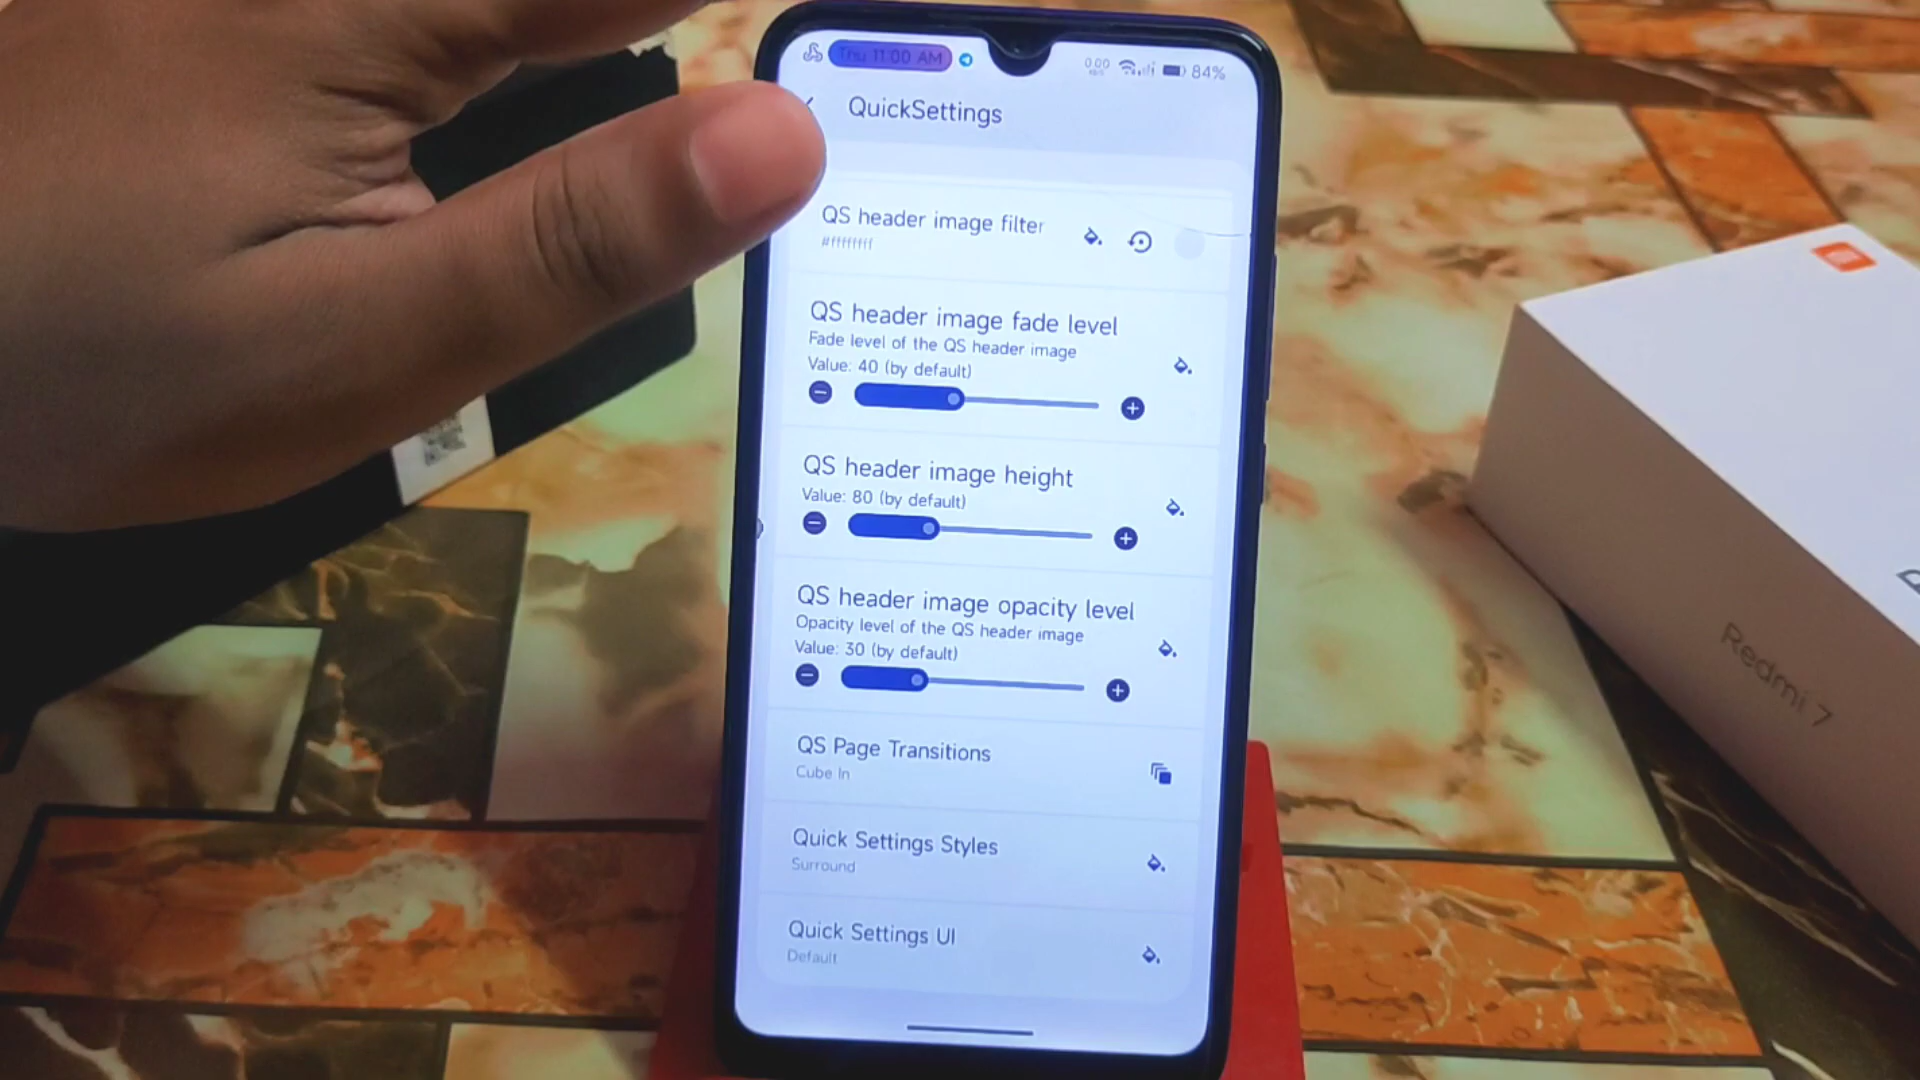 Thu 11:00 AM
0.00
84%
QuickSettings
QS header image filter
#ffffffff
QS header image fade level
Fade level of the QS header image
Value: 40 (by default)
QS header image height
Value: 80 (by default)
QS header image opacity level
Opacity level of the QS header image
Value: 30 (by default)
QS Page Transitions
Cube In
Quick Settings Styles
Surround
Quick Settings UI
Default
Redmi 7